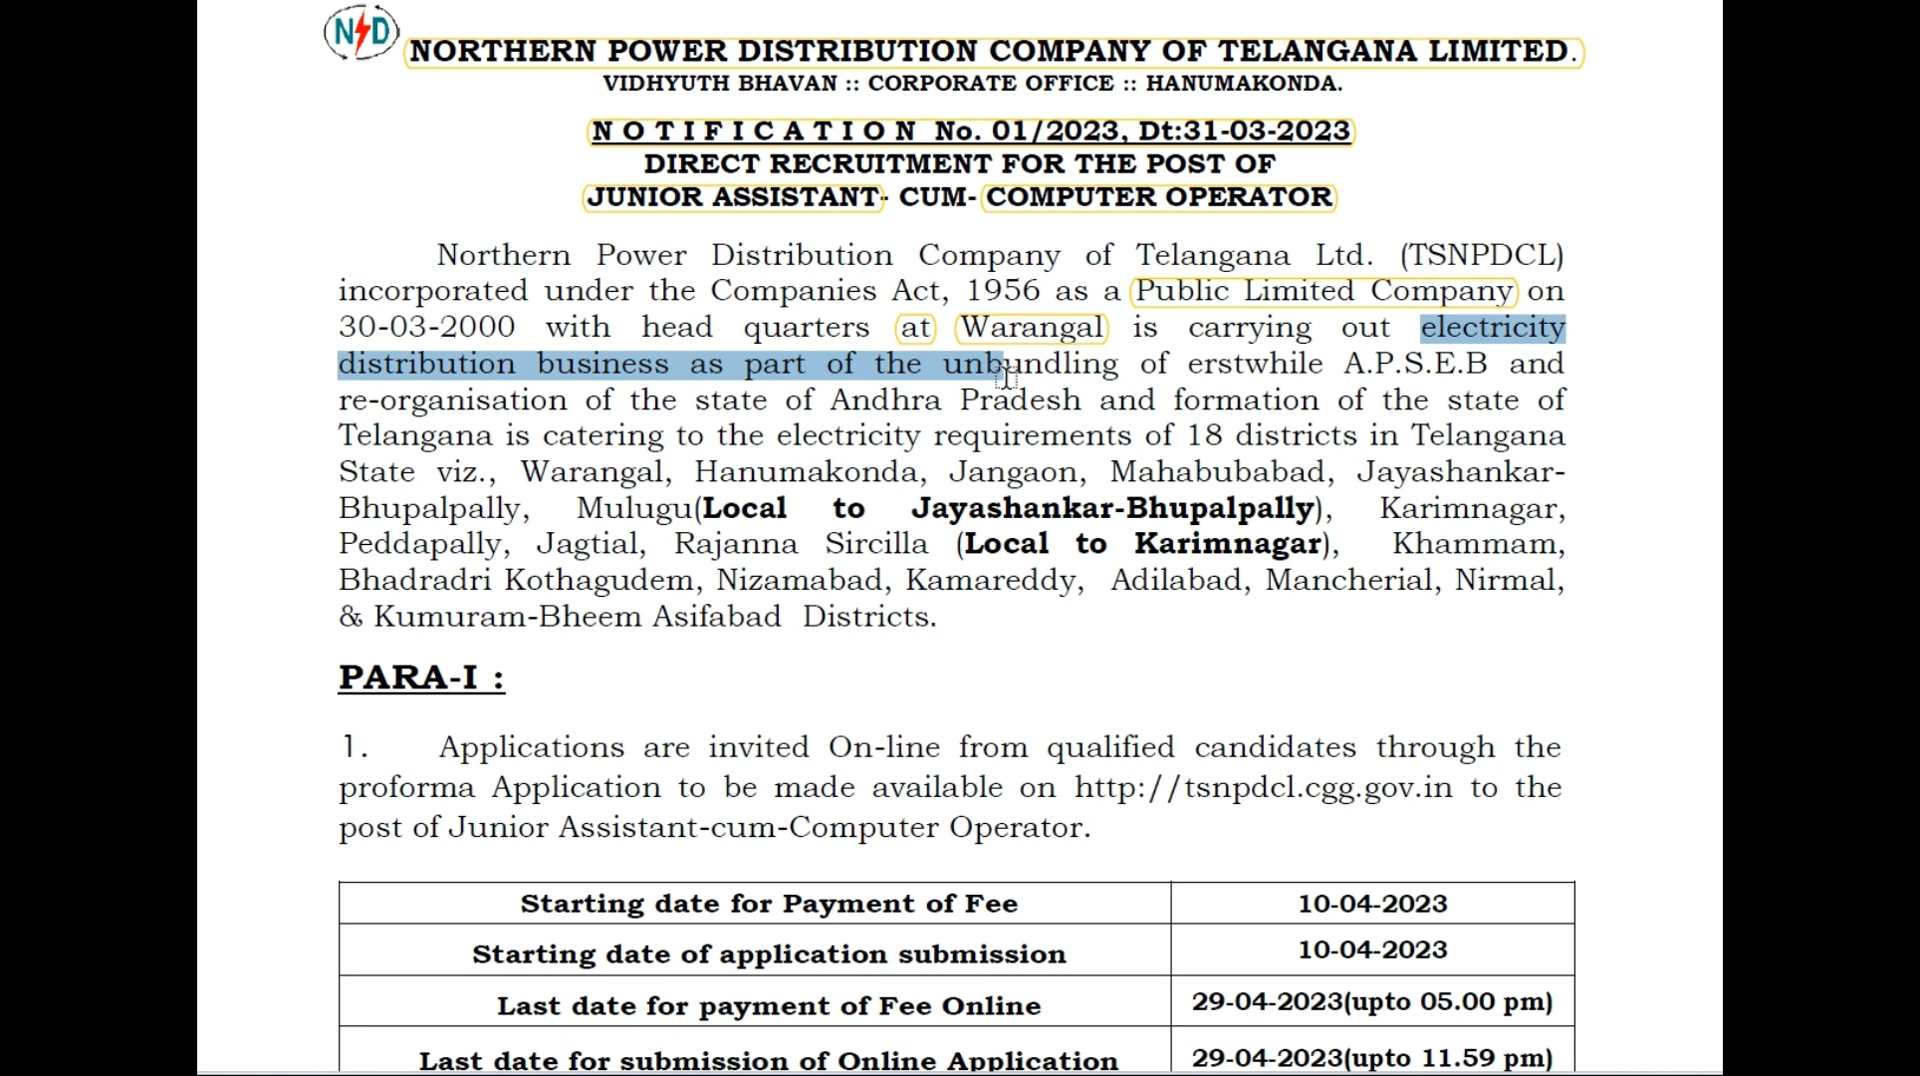 NPD
NORTHERN POWER DISTRIBUTION COMPANY OF TELANGANA LIMITED.
VIDHYUTH BHAVAN :: CORPORATE OFFICE :: HANUMAKONDA.
N O T I F I C A T I O N No. 01/2023, Dt:31-03-2023
DIRECT RECRUITMENT FOR THE POST OF
JUNIOR ASSISTANT- CUM- COMPUTER OPERATOR
Northern Power Distribution Company of Telangana Ltd. (TSNPDCL)
incorporated under the Companies Act, 1956 as a Public Limited Company on
30-03-2000 with head quarters at Warangal is carrying out electricity
distribution business as part of the unbundling of erstwhile A.P.S.E.B and
re-organisation of the state of Andhra Pradesh and formation of the state of
Telangana is catering to the electricity requirements of 18 districts in Telangana
State viz., Warangal, Hanumakonda, Jangaon, Mahabubabad, Jayashankar-
Bhupalpally, Mulugu(Local to Jayashankar-Bhupalpally), Karimnagar,
Peddapally, Jagtial, Rajanna Sircilla (Local to Karimnagar), Khammam,
Bhadradri Kothagudem, Nizamabad, Kamareddy, Adilabad, Mancherial, Nirmal,
& Kumuram-Bheem Asifabad Districts.
PARA-I :
1. Applications are invited On-line from qualified candidates through the
proforma Application to be made available on http://tsnpdcl.cgg.gov.in to the
post of Junior Assistant-cum-Computer Operator.
Starting date for Payment of Fee 10-04-2023
Starting date of application submission 10-04-2023
Last date for payment of Fee Online 29-04-2023(upto 05.00 pm)
Last date for submission of Online Application 29-04-2023(upto 11.59 pm)